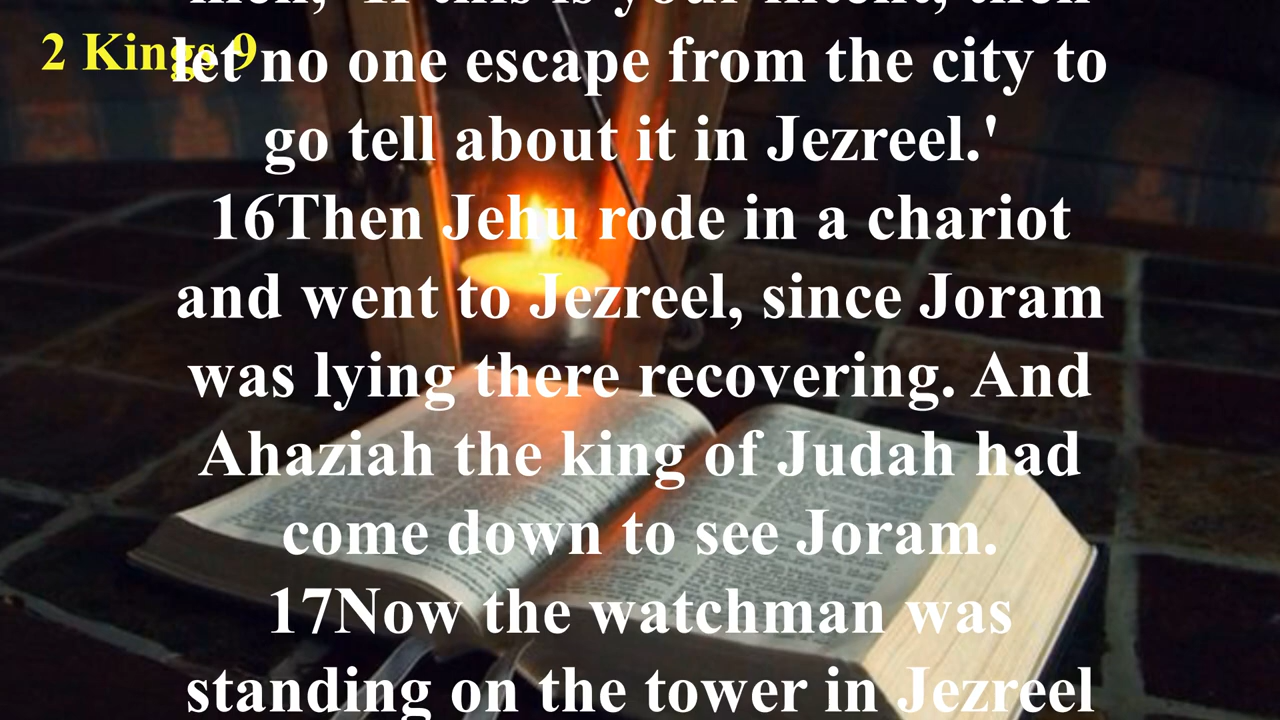 2 Kings 9
let no one escape from the city to
go tell about it in Jezreel.'
16Then Jehu rode in a chariot
and went to Jezreel, since Joram
was lying there recovering. And
Ahaziah the king of Judah had
come down to see Joram.
17Now the watchman was
standing on the tower in Jezreel